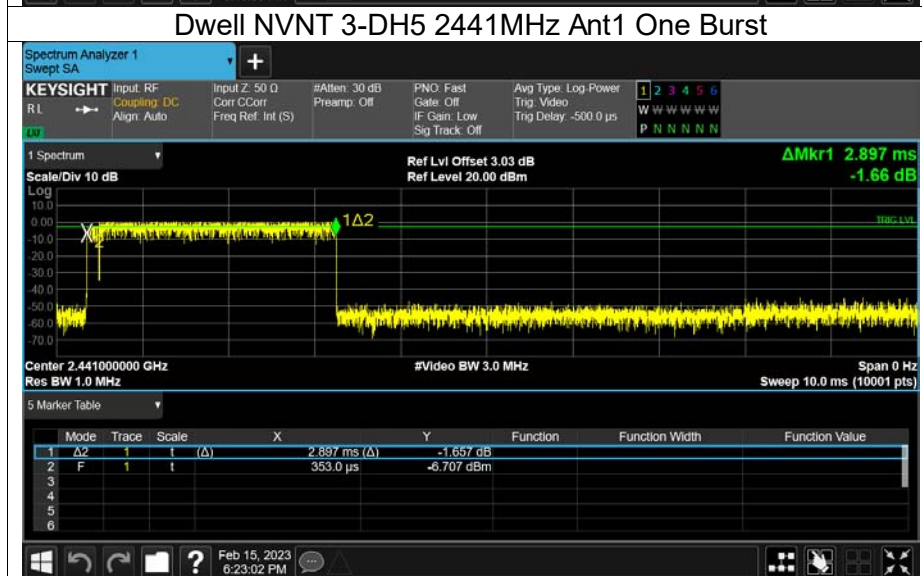 Dwell NVNT 3-DH5 2441MHz Ant1 One Burst
Spectrum Analyzer 1
Swept SA
+
KEYSIGHT Input: RF Input Z: 50 Ω #Atten: 30 dB PNO: Fast Avg Type: Log-Power 1 2 3 4 5 6
RL Coupling: DC Corr CCorr Preamp: Off Gate: Off Trig: Video W W W W W W
Align: Auto Freq Ref: Int (S) IF Gain: Low Trig Delay: -500.0 µs
Sig Track: Off P N N N N N
LXI
1 Spectrum Ref Lvl Offset 3.03 dB ΔMkr1 2.897 ms
Scale/Div 10 dB Ref Level 20.00 dBm -1.66 dB
Log
10.0
0.00 1Δ2 TRIG LVL
-10.0 2
-20.0
-30.0
-40.0
-50.0
-60.0
-70.0
Center 2.441000000 GHz #Video BW 3.0 MHz Span 0 Hz
Res BW 1.0 MHz Sweep 10.0 ms (10001 pts)
5 Marker Table
Mode Trace Scale X Y Function Function Width Function Value
1 Δ2 1 t (Δ) 2.897 ms (Δ) -1.657 dB
2 F 1 t 353.0 µs -6.707 dBm
3
4
5
6
? Feb 15, 2023
6:23:02 PM